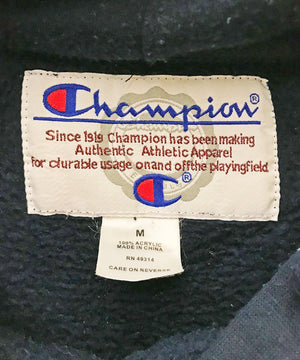 Champion®
Since 1919 Champion has been making
Authentic Athletic Apparel
for durable usage on and off the playingfield
C®
M
100% ACRYLIC
MADE IN CHINA
RN 49314
CARE ON REVERSE